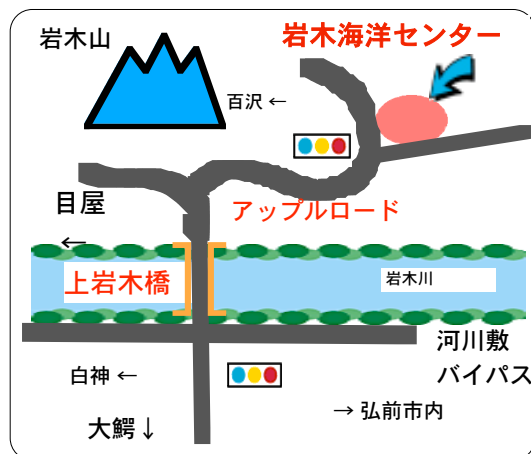 岩木山
岩木海洋センター
百沢 ←
アップルロード
目屋
←
上岩木橋
岩木川
河川敷
バイパス
白神 ←
→ 弘前市内
大鰐 ↓